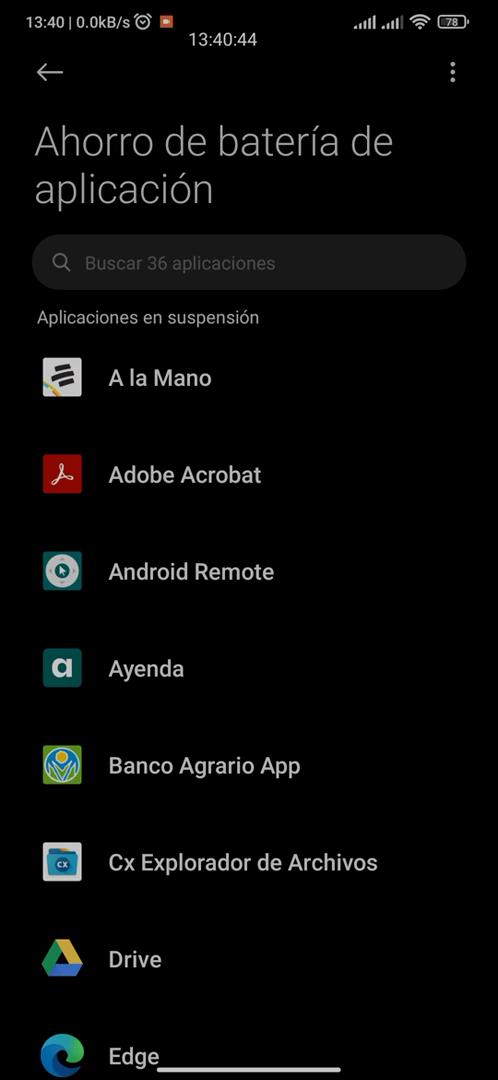 13:40 | 0.0kB/s
78
13:40:44
Ahorro de batería de
aplicación
Buscar 36 aplicaciones
Aplicaciones en suspensión
A la Mano
Adobe Acrobat
Android Remote
a
Ayenda
Banco Agrario App
CX
Cx Explorador de Archivos
Drive
Edge